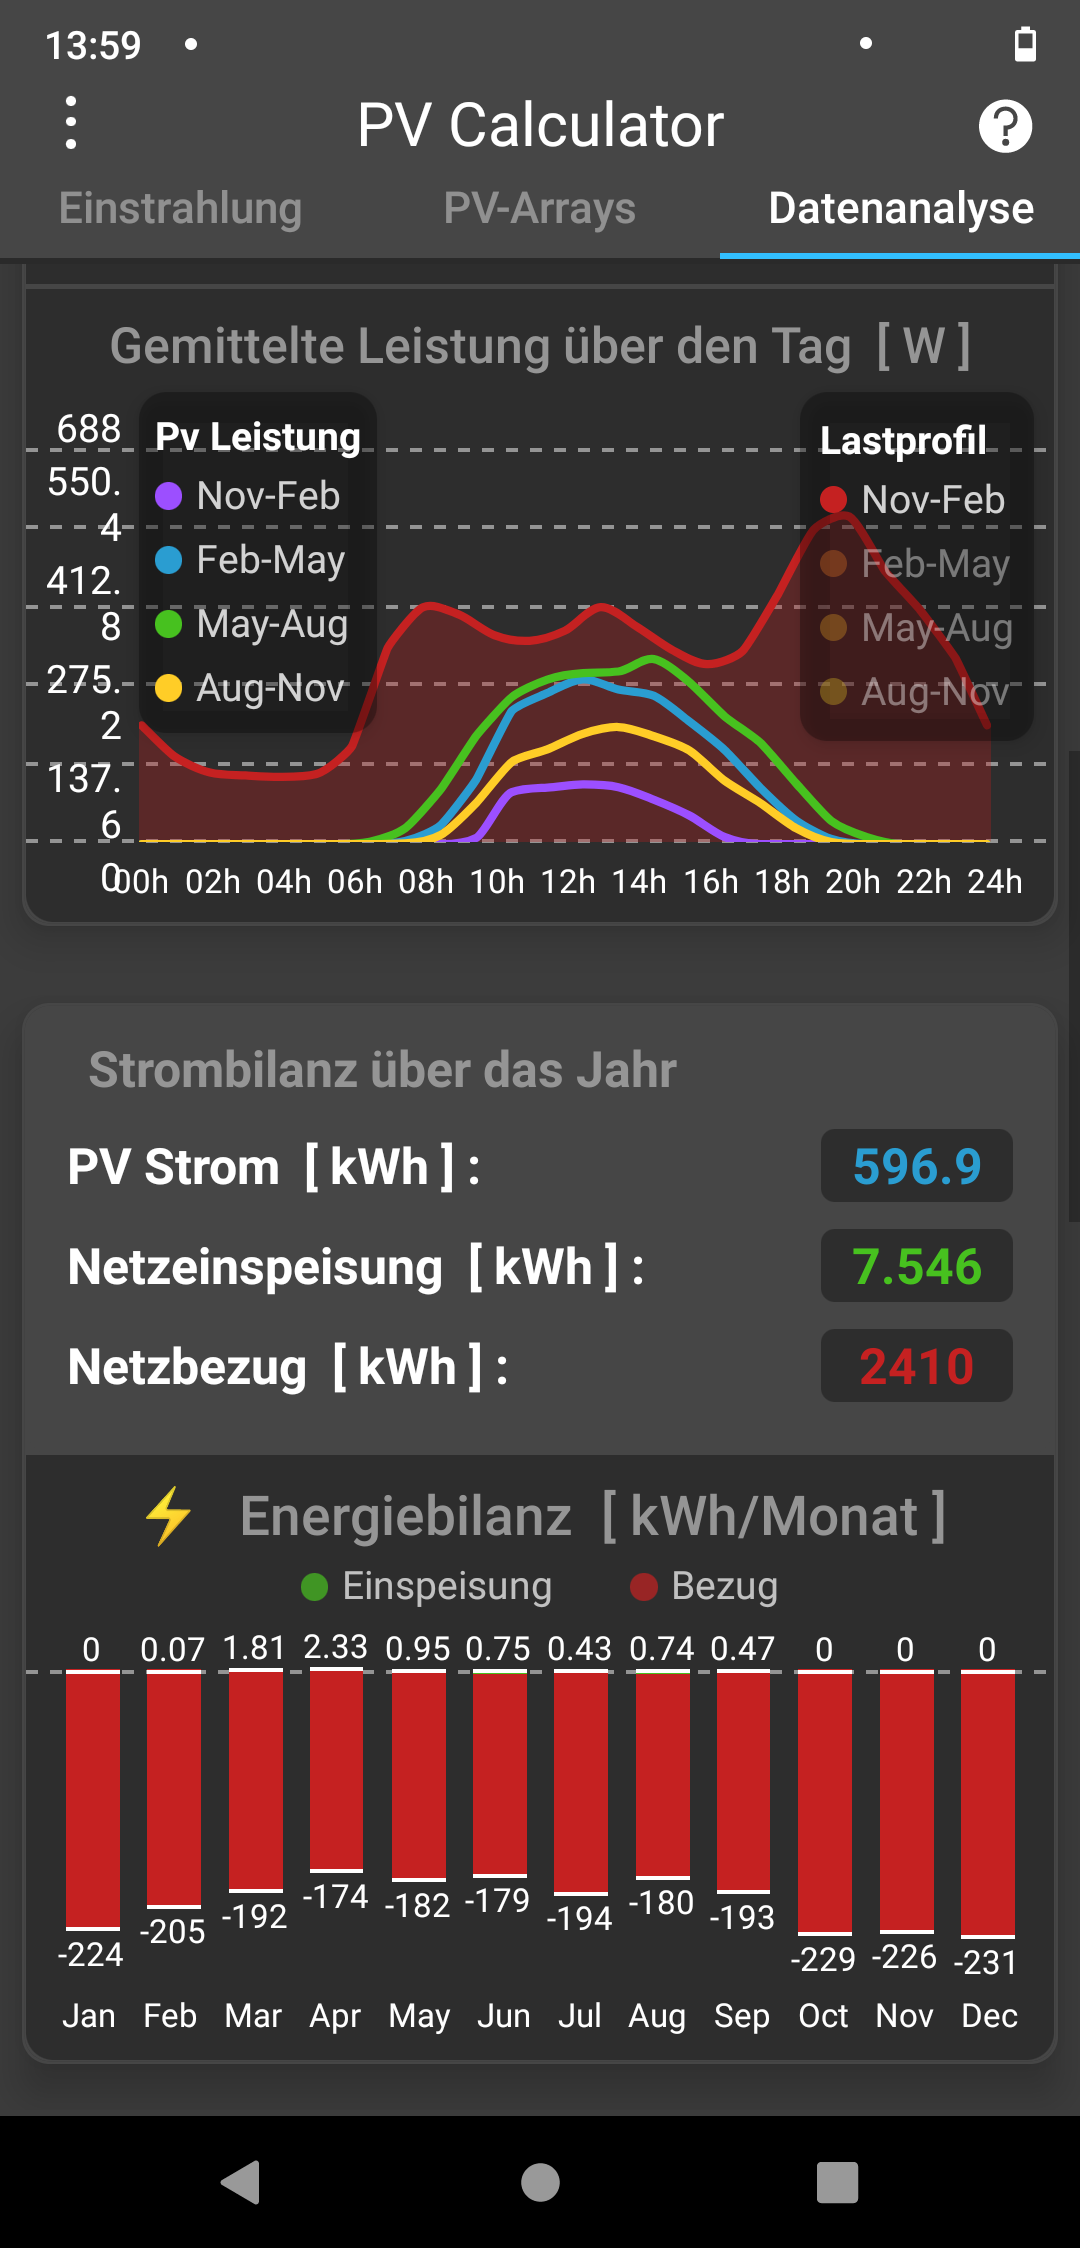 13:59
PV Calculator
Einstrahlung PV-Arrays Datenanalyse
Gemittelte Leistung über den Tag [ W ]
688
550.
4
412.
8
275.
2
137.
6
0
Pv Leistung
Nov-Feb
Feb-May
May-Aug
Aug-Nov
Lastprofil
Nov-Feb
Feb-May
May-Aug
Aug-Nov
00h 02h 04h 06h 08h 10h 12h 14h 16h 18h 20h 22h 24h
Strombilanz über das Jahr
PV Strom [ kWh ] : 596.9
Netzeinspeisung [ kWh ] : 7.546
Netzbezug [ kWh ] : 2410
⚡ Energiebilanz [ kWh/Monat ]
Einspeisung Bezug
0 0.07 1.81 2.33 0.95 0.75 0.43 0.74 0.47 0 0 0
-224 -205 -192 -174 -182 -179 -194 -180 -193 -229 -226 -231
Jan Feb Mar Apr May Jun Jul Aug Sep Oct Nov Dec